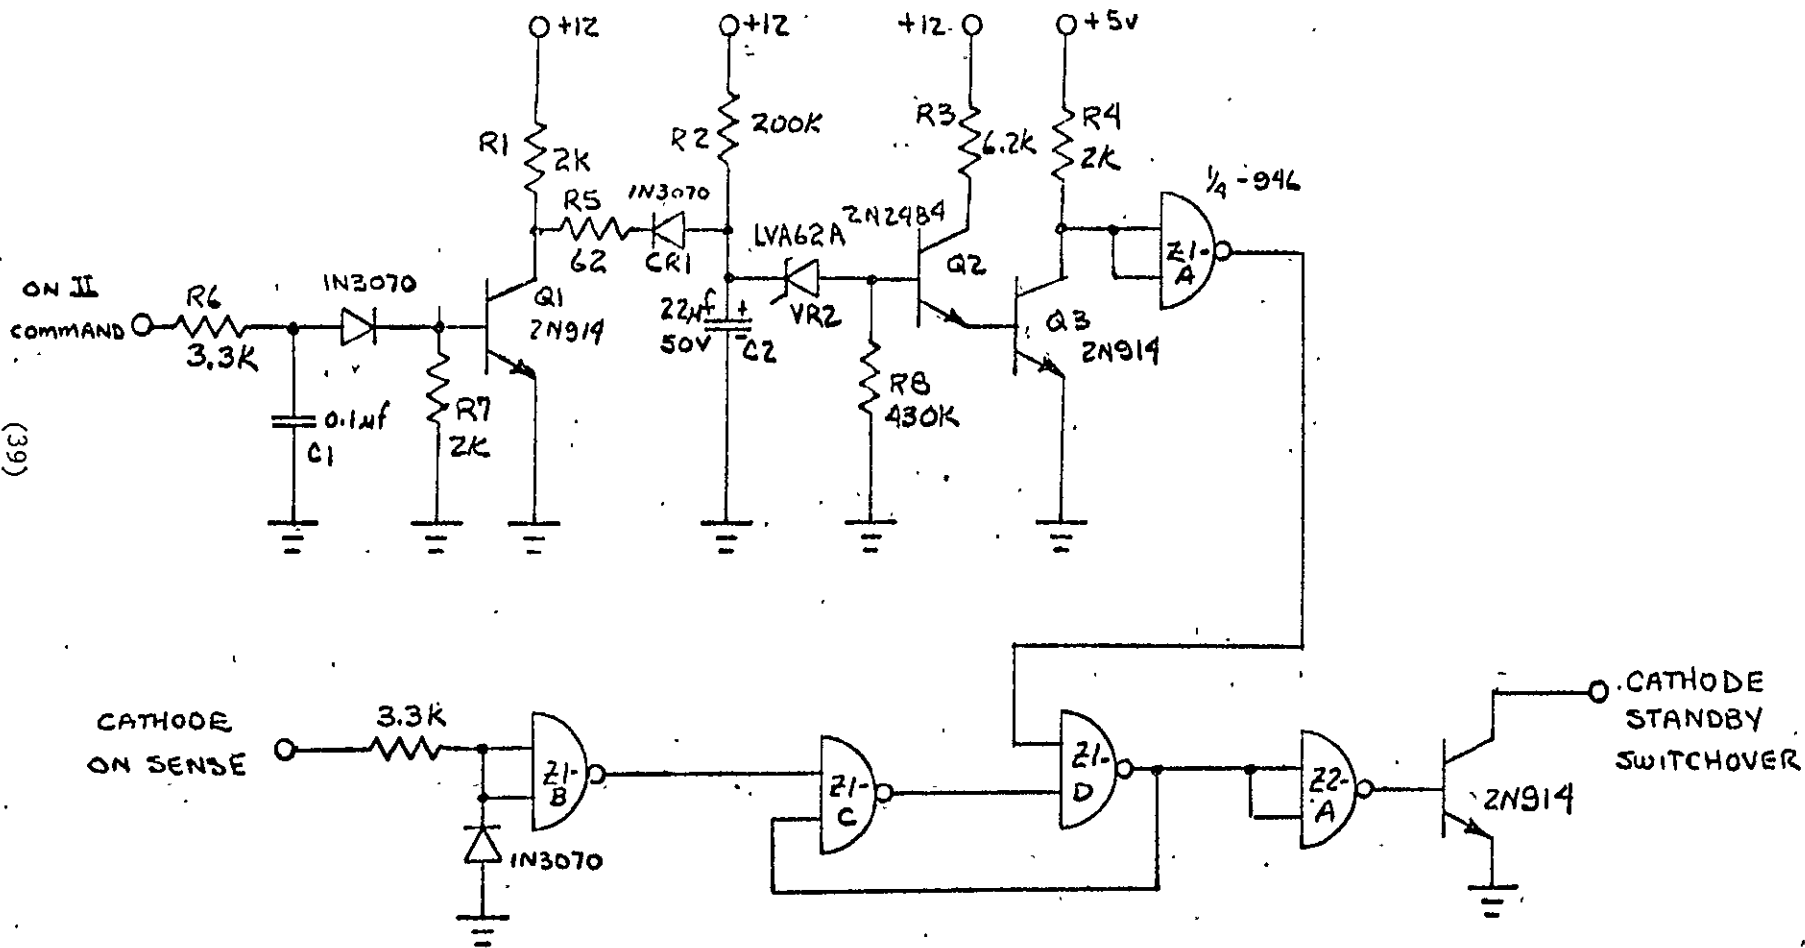 +12
+12
+12
+5V
R1
2K
R2
200K
R3
6.2K
R4
2K
1/4 -946
R5
62
1N3070
CR1
LVA62A
VR2
2N2484
Q2
Z1-
A
ON II
COMMAND
R6
3.3K
1N3070
Q1
2N914
22μf
50V
+
-
C2
Q3
2N914
R8
430K
0.1μf
C1
R7
2K
(39)
CATHODE
ON SENSE
3.3K
Z1-
B
1N3070
Z1-
C
Z1-
D
Z2-
A
2N914
CATHODE
STANDBY
SWITCHOVER